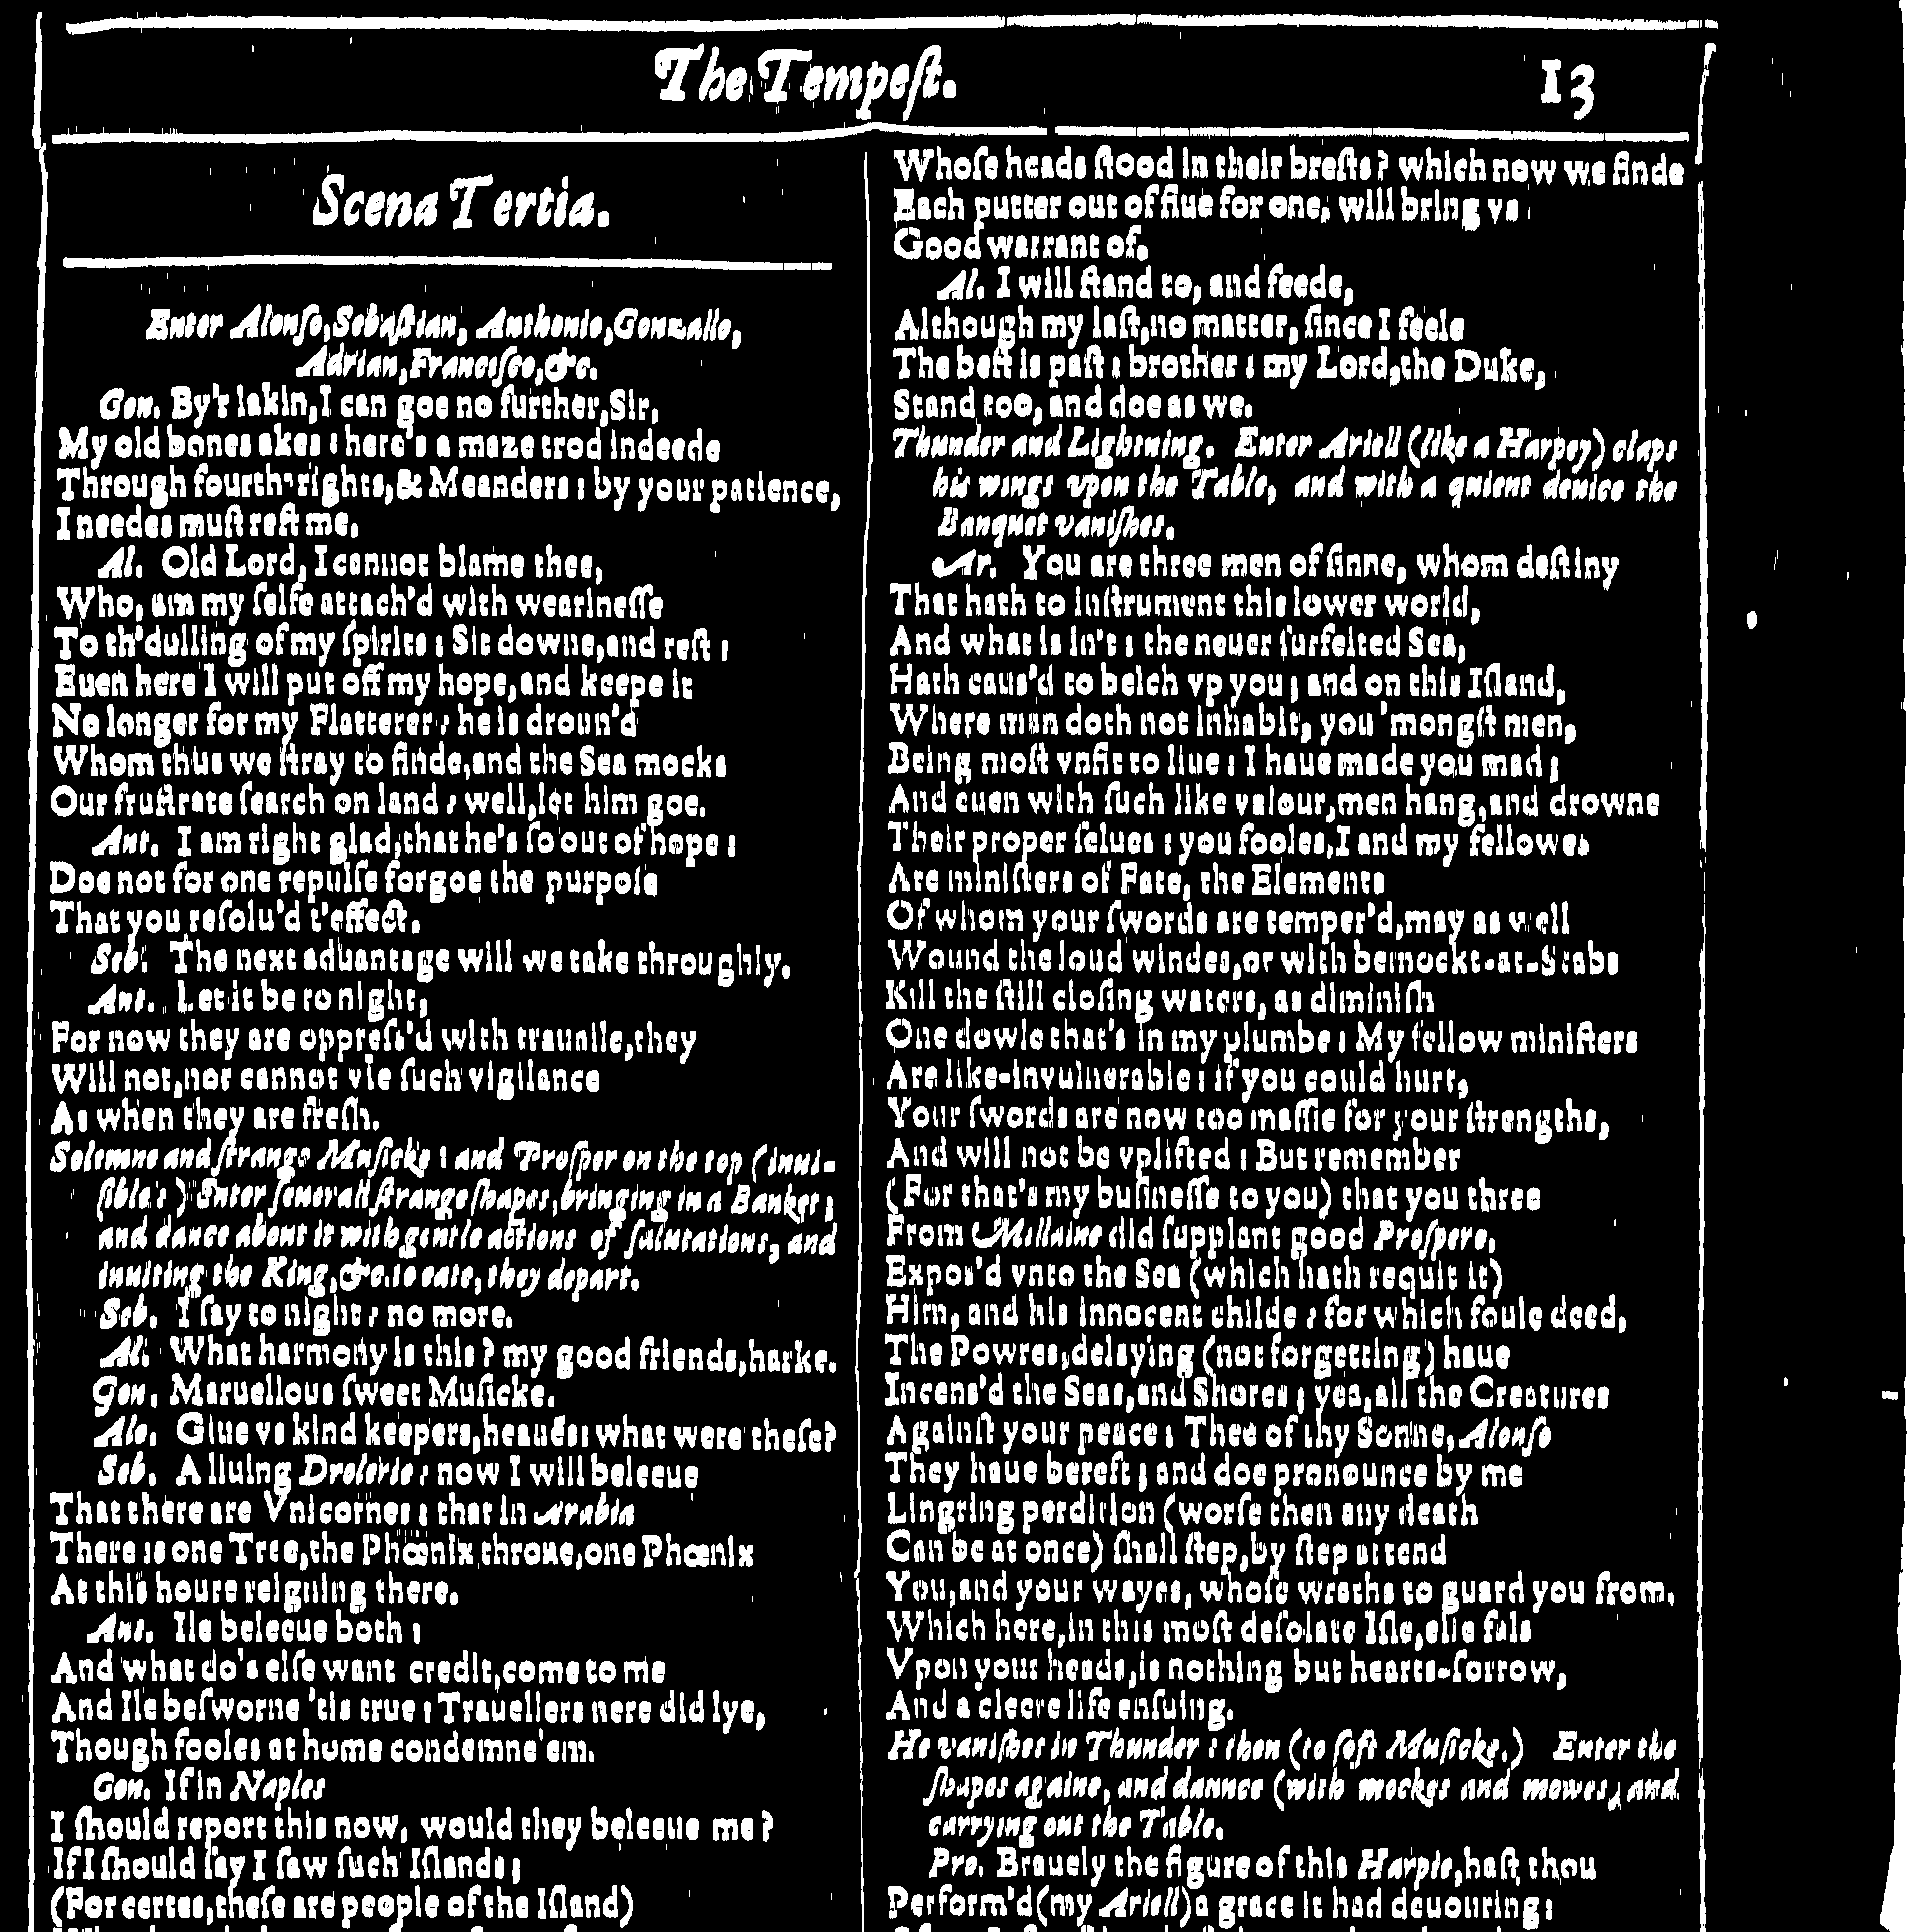 The Tempeſt. 13
Scena Tertia.
Enter Alonſo, Sebaſtian, Anthonio, Gonzallo,
Adrian, Franciſco, &c.
Gon. By'r lakin, I can goe no further, Sir,
My old bones akes : here's a maze trod indeede
Through fourth'rights, & Meanders : by your patience,
I needes muſt reſt me.
Al. Old Lord, I cannot blame thee,
Who, am my ſelfe attach'd with wearineſſe
To th'dulling of my ſpirits : Sit downe, and reſt :
Euen here I will put off my hope, and keepe it
No longer for my Flatterer : he is droun'd
Whom thus we ſtray to finde, and the Sea mocks
Our fruſtrate ſearch on land : well, let him goe.
Ant. I am right glad, that he's ſo out of hope :
Doe not for one repulſe forgoe the purpoſe
That you reſolu'd t'effect.
Seb. The next aduantage will we take throughly.
Ant. Let it be to night,
For now they are oppreſs'd with trauaile, they
Will not, nor cannot vſe ſuch vigilance
As when they are freſh.
Solemne and ſtrange Muſicke : and Proſper on the top (inui-
ſible :) Enter ſeuerall ſtrange ſhapes, bringing in a Banket ;
and dance about it with gentle actions of ſalutations, and
inuiting the King, &c. to eate, they depart.
Seb. I ſay to night : no more.
Al. What harmony is this ? my good friends, harke.
Gon. Maruellous ſweet Muſicke.
Alo. Giue vs kind keepers, heauẽs : what were theſe ?
Seb. A liuing Drolerie : now I will beleeue
That there are Vnicornes : that in Arabia
There is one Tree, the Phœnix throne, one Phœnix
At this houre reigning there.
Ant. Ile beleeue both :
And what do's elſe want credit, come to me
And Ile beſworne 'tis true : Trauellers nere did lye,
Though fooles at home condemne 'em.
Gon. If in Naples
I ſhould report this now, would they beleeue me ?
If I ſhould ſay I ſaw ſuch Iſlands ;
(For certes, theſe are people of the Iſland)
Whoſe heads ſtood in their breſts ? which now we finde
Each putter out of fiue for one, will bring vs
Good warrant of.
Al. I will ſtand to, and feede,
Although my laſt, no matter, ſince I feele
The beſt is paſt : brother : my Lord, the Duke,
Stand too, and doe as we.
Thunder and Lightning. Enter Ariell (like a Harpey) claps
his wings vpon the Table, and with a quient deuice the
Banquet vaniſhes.
Ar. You are three men of ſinne, whom deſtiny
That hath to inſtrument this lower world,
And what is in't : the neuer ſurfeited Sea,
Hath caus'd to belch vp you ; and on this Iſland,
Where man doth not inhabit, you 'mongſt men,
Being moſt vnfit to liue : I haue made you mad ;
And euen with ſuch like valour, men hang, and drowne
Their proper ſelues : you fooles, I and my fellowes
Are miniſters of Fate, the Elements
Of whom your ſwords are temper'd, may as well
Wound the loud windes, or with bemockt-at-Stabs
Kill the ſtill cloſing waters, as diminiſh
One dowle that's in my plumbe : My fellow miniſters
Are like-invulnerable : if you could hurt,
Your ſwords are now too maſſie for your ſtrengths,
And will not be vplifted : But remember
(For that's my buſineſſe to you) that you three
From Millaine did ſupplant good Proſpero,
Expos'd vnto the Sea (which hath requit it)
Him, and his innocent childe : for which foule deed,
The Powres, delaying (not forgetting) haue
Incens'd the Seas, and Shores ; yea, all the Creatures
Againſt your peace : Thee of thy Sonne, Alonſo
They haue bereft ; and doe pronounce by me
Lingring perdition (worſe then any death
Can be at once) ſhall ſtep, by ſtep attend
You, and your wayes, whoſe wraths to guard you from,
Which here, in this moſt deſolate Iſle, elſe fals
Vpon your heads, is nothing but hearts-ſorrow,
And a cleere life enſuing.
He vaniſhes in Thunder : then (to ſoft Muſicke.) Enter the
ſhapes againe, and daunce (with mockes and mowes) and
carrying out the Table.
Pro. Brauely the figure of this Harpie, haſt thou
Perform'd (my Ariell) a grace it had deuouring :